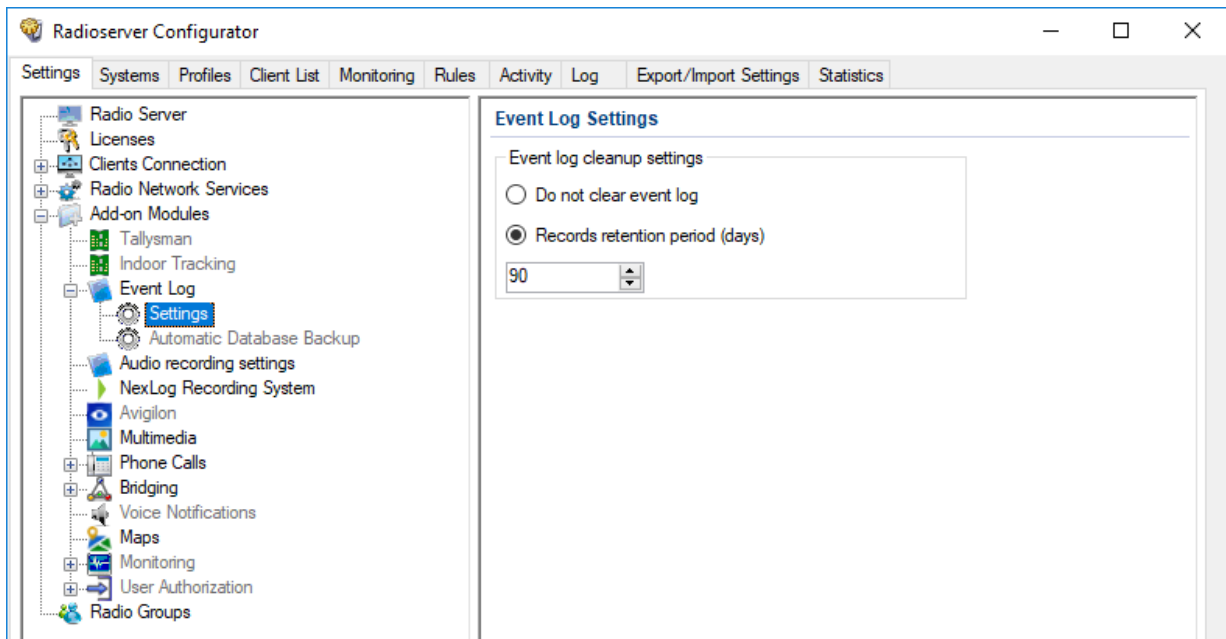 Radioserver Configurator
Settings Systems Profiles Client List Monitoring Rules Activity Log Export/Import Settings Statistics
Radio Server
Licenses
Clients Connection
Radio Network Services
Add-on Modules
Tallysman
Indoor Tracking
Event Log
Settings
Automatic Database Backup
Audio recording settings
NexLog Recording System
Avigilon
Multimedia
Phone Calls
Bridging
Voice Notifications
Maps
Monitoring
User Authorization
Radio Groups
Event Log Settings
Event log cleanup settings
Do not clear event log
Records retention period (days)
90